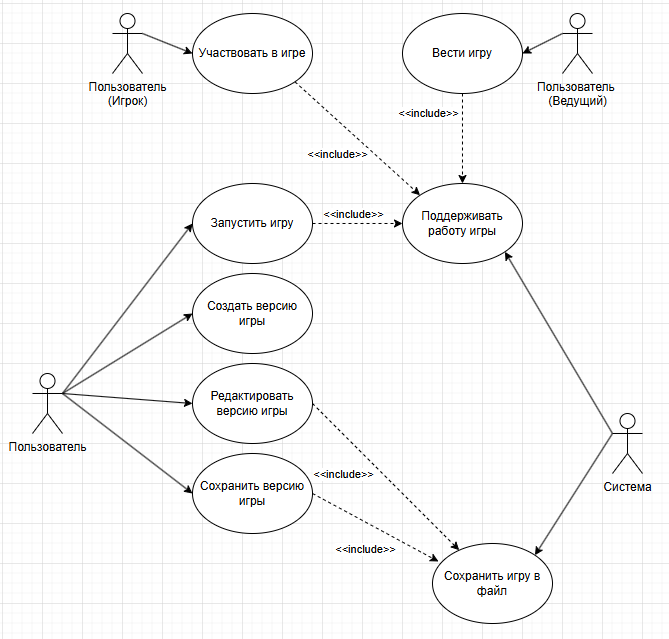 Участвовать в игре
Вести игру
Пользователь
(Игрок)
Пользователь
(Ведущий)
<<include>>
<<include>>
Запустить игру
<<include>>
Поддерживать
работу игры
Создать версию
игры
Редактировать
версию игры
Пользователь
Сохранить версию
игры
<<include>>
Система
<<include>>
Сохранить игру в
файл